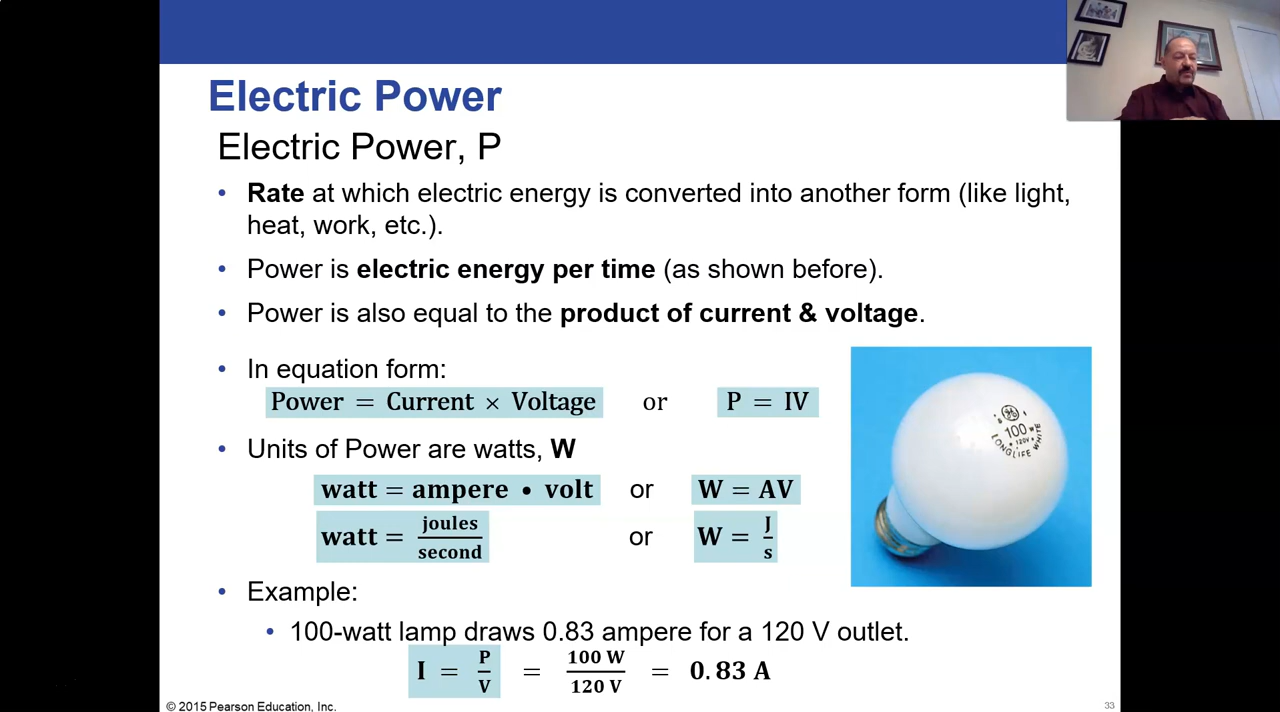 Electric Power
Electric Power, P
• Rate at which electric energy is converted into another form (like light,
heat, work, etc.).
• Power is electric energy per time (as shown before).
• Power is also equal to the product of current & voltage.
• In equation form:
Power = Current × Voltage or P = IV
• Units of Power are watts, W
watt = ampere • volt or W = AV
watt = joules/second or W = J/s
100
120V
LONGLIFE WHITE
• Example:
• 100-watt lamp draws 0.83 ampere for a 120 V outlet.
I = P/V = 100 W/120 V = 0.83 A
© 2015 Pearson Education, Inc.
33